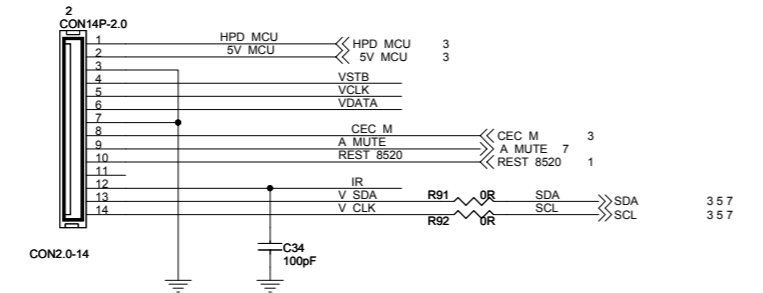 2
CON14P-2.0
1 HPD MCU HPD MCU 3
2 5V MCU 5V MCU 3
3
4 VSTB
5 VCLK
6 VDATA
7
8 CEC M CEC M 3
9 A MUTE A MUTE 7
10 REST 8520 REST 8520 1
11
12 IR
13 V SDA R91 0R SDA SDA 3 5 7
14 V CLK R92 0R SCL SCL 3 5 7
C34
100pF
CON2.0-14